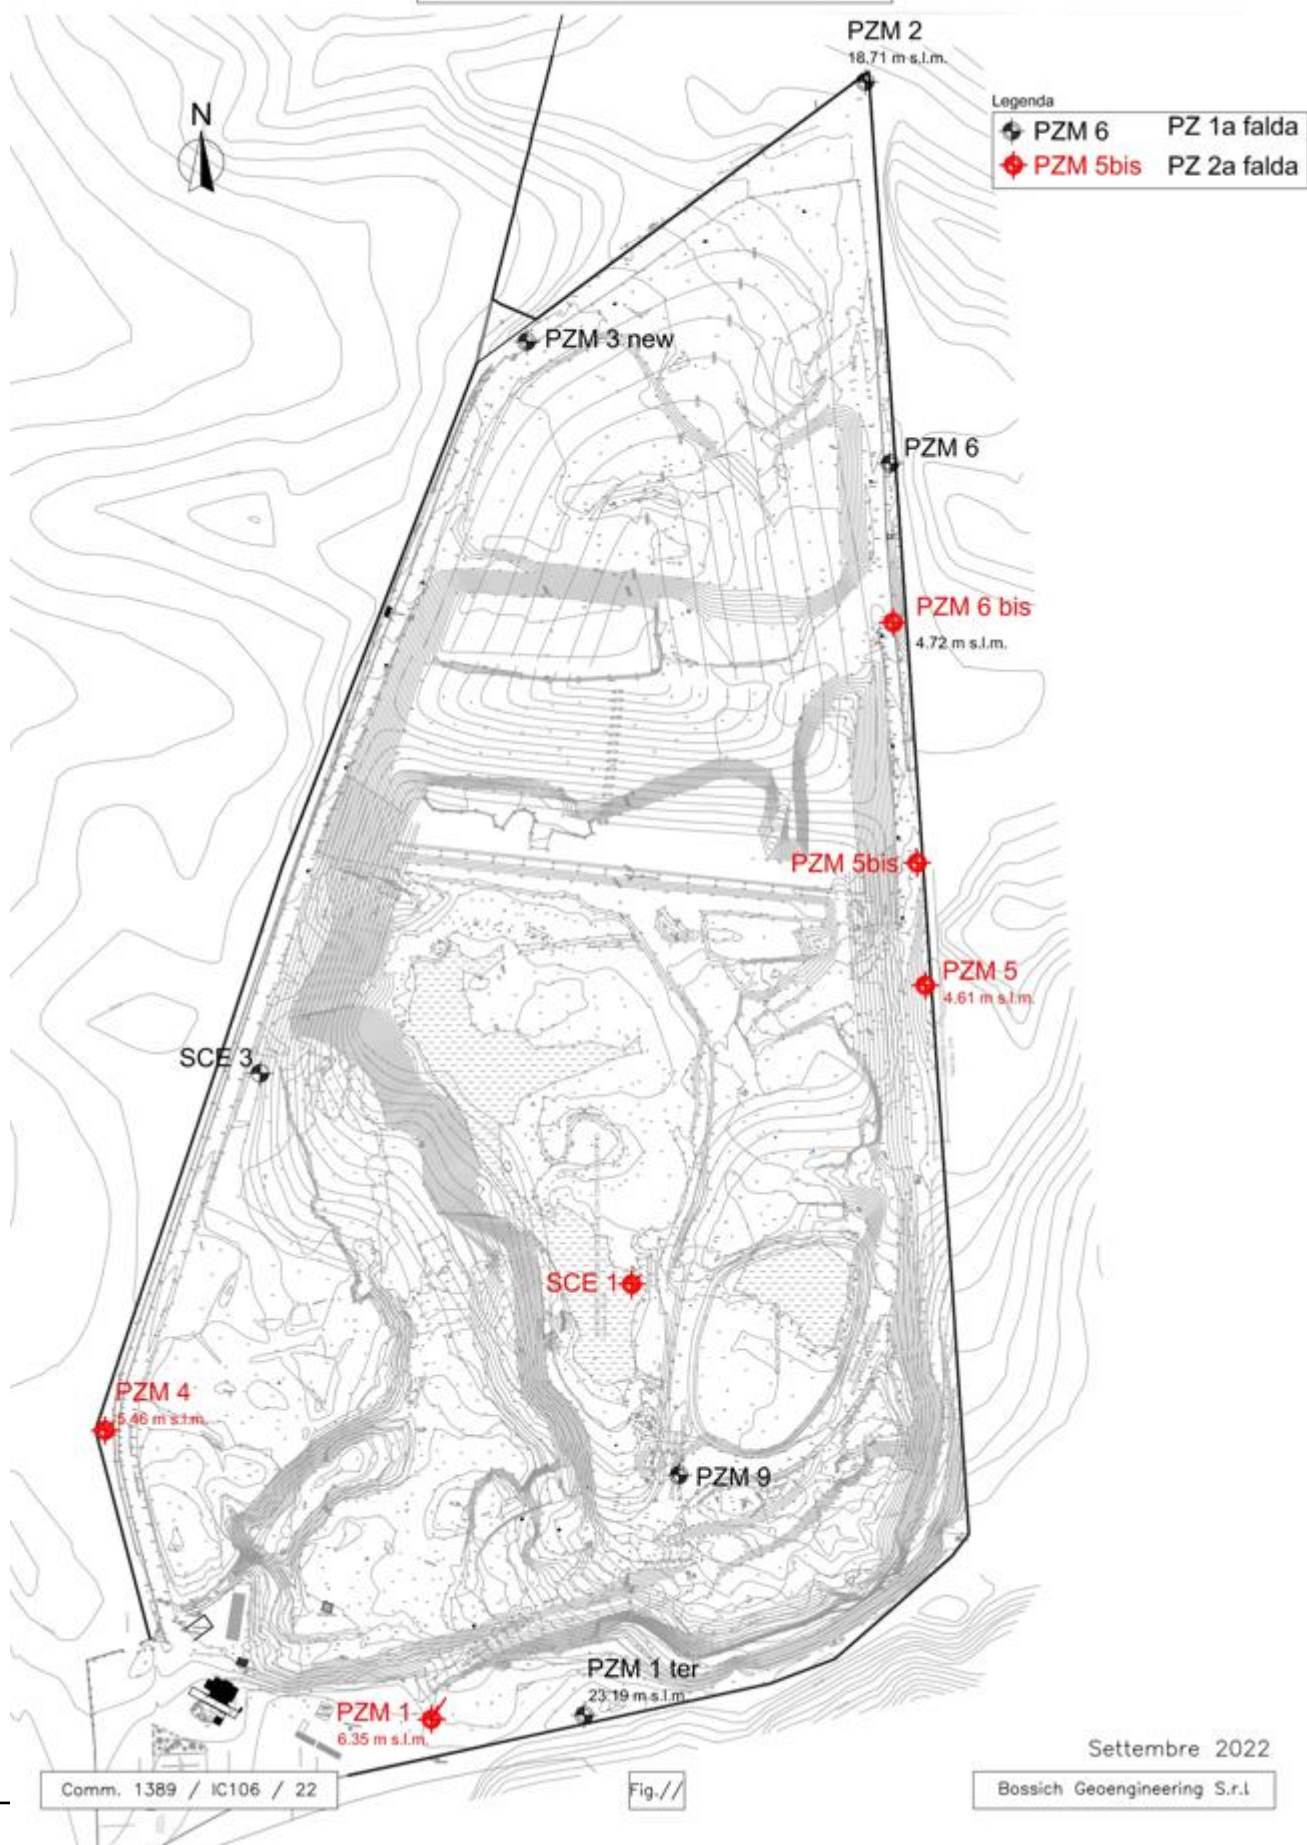 PZM 2
18.71 m s.l.m.
N
Legenda
PZM 6 PZ 1a falda
PZM 5bis PZ 2a falda
PZM 3 new
PZM 6
PZM 6 bis
4.72 m s.l.m.
PZM 5bis
PZM 5
4.61 m s.l.m.
SCE 3
SCE 1
PZM 4
5.46 m s.l.m.
PZM 9
PZM 1 ter
23.19 m s.l.m.
PZM 1
6.35 m s.l.m.
Settembre 2022
Comm. 1389 / IC106 / 22
Fig.//
Bossich Geoengineering S.r.l